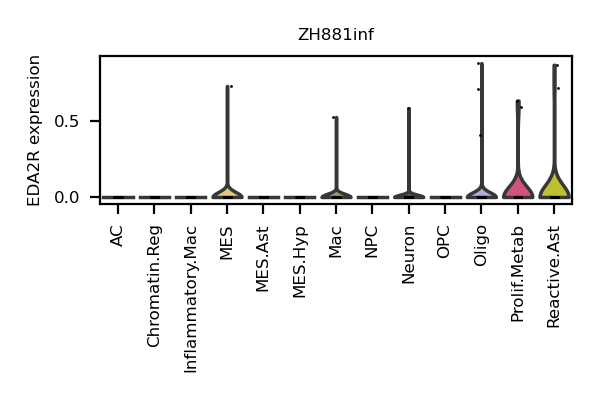 ZH881inf
EDA2R expression
0.5
0.0
AC
Chromatin.Reg
Inflammatory.Mac
MES
MES.Ast
MES.Hyp
Mac
NPC
Neuron
OPC
Oligo
Prolif.Metab
Reactive.Ast